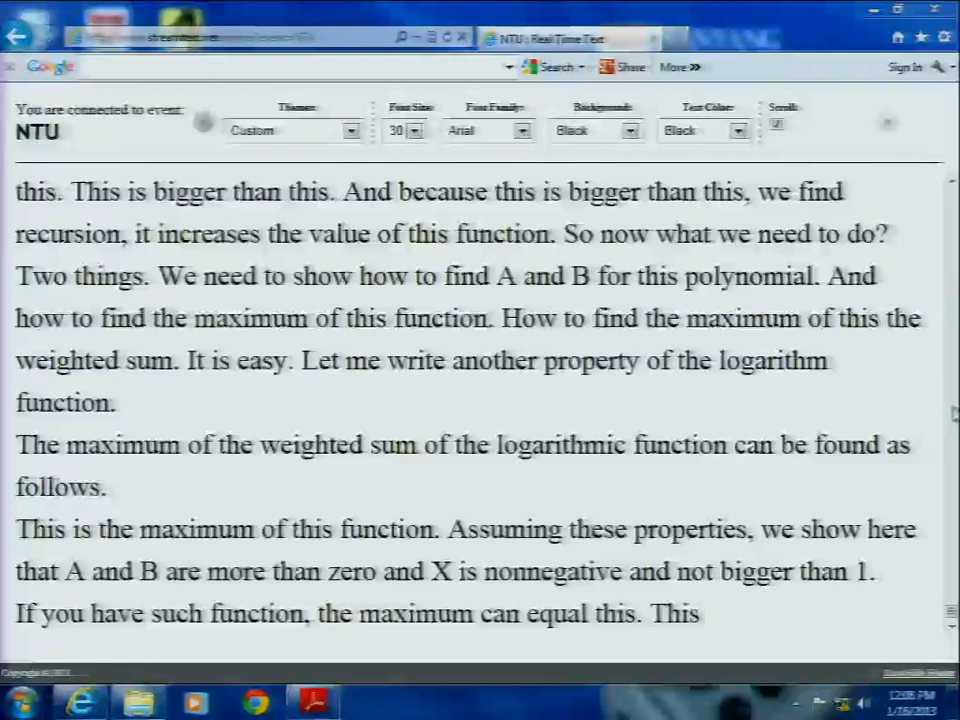 NTU : Real Time Text
Google
Search
Share
More »
Sign In
You are connected to event:
NTU
Themes:
Font Size:
Font Family:
Background:
Text Color:
Scroll:
Custom
30
Arial
Black
Black
this. This is bigger than this. And because this is bigger than this, we find
recursion, it increases the value of this function. So now what we need to do?
Two things. We need to show how to find A and B for this polynomial. And
how to find the maximum of this function. How to find the maximum of this the
weighted sum. It is easy. Let me write another property of the logarithm
function.
The maximum of the weighted sum of the logarithmic function can be found as
follows.
This is the maximum of this function. Assuming these properties, we show here
that A and B are more than zero and X is nonnegative and not bigger than 1.
If you have such function, the maximum can equal this. This
12:08 PM
1/16/2013